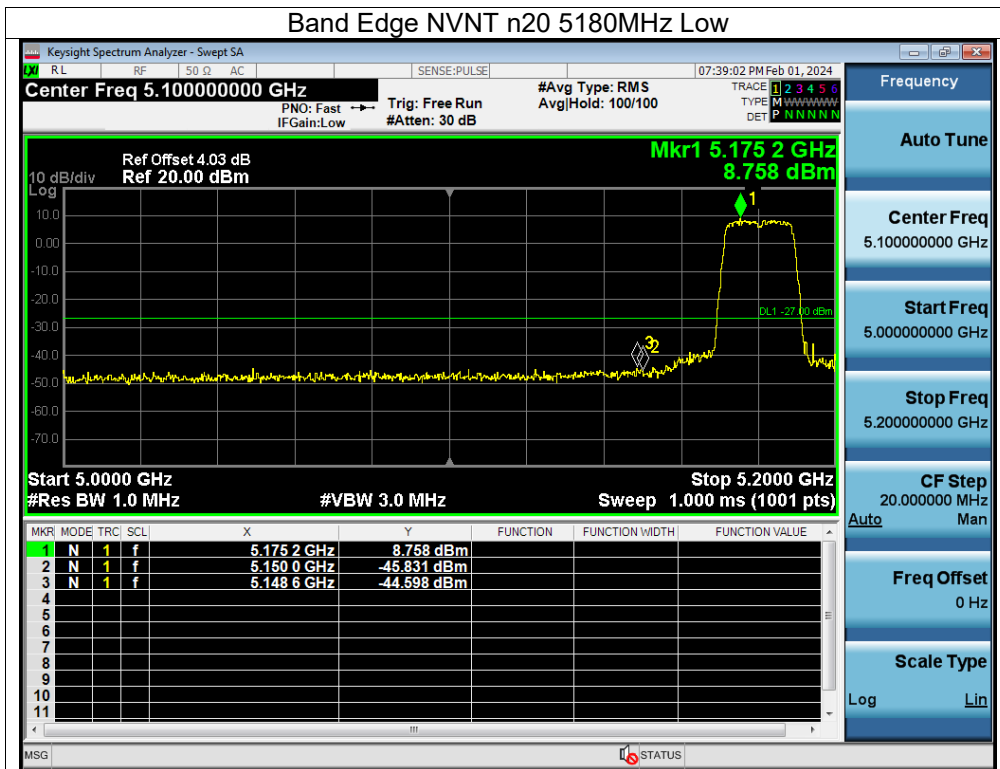 Band Edge NVNT n20 5180MHz Low
Keysight Spectrum Analyzer - Swept SA
LXI RL RF 50 Ω AC SENSE:PULSE 07:39:02 PM Feb 01, 2024
Center Freq 5.100000000 GHz
PNO: Fast
IFGain:Low
Trig: Free Run
#Atten: 30 dB
#Avg Type: RMS
Avg|Hold: 100/100
TRACE 1 2 3 4 5 6
TYPE M WWWWW
DET P N N N N N
Mkr1 5.175 2 GHz
8.758 dBm
Ref Offset 4.03 dB
10 dB/div Ref 20.00 dBm
Log
10.0
0.00
-10.0
-20.0
-30.0
-40.0
-50.0
-60.0
-70.0
1
DL1 -27.00 dBm
3 2
Start 5.0000 GHz Stop 5.2000 GHz
#Res BW 1.0 MHz #VBW 3.0 MHz Sweep 1.000 ms (1001 pts)
MKR MODE TRC SCL X Y FUNCTION FUNCTION WIDTH FUNCTION VALUE
1 N 1 f 5.175 2 GHz 8.758 dBm
2 N 1 f 5.150 0 GHz -45.831 dBm
3 N 1 f 5.148 6 GHz -44.598 dBm
4
5
6
7
8
9
10
11
MSG STATUS
Frequency
Auto Tune
Center Freq
5.100000000 GHz
Start Freq
5.000000000 GHz
Stop Freq
5.200000000 GHz
CF Step
20.000000 MHz
Auto Man
Freq Offset
0 Hz
Scale Type
Log Lin